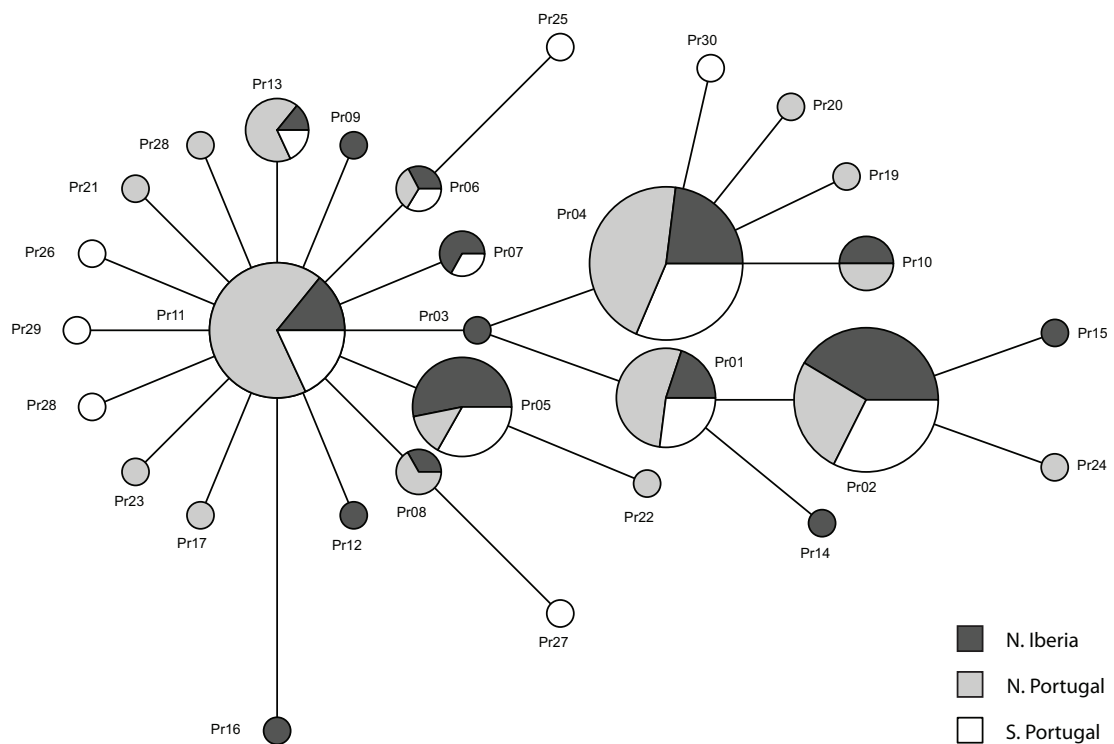 Pr25
Pr30
Pr13
Pr09
Pr20
Pr28
Pr19
Pr21
Pr06
Pr04
Pr26
Pr07
Pr10
Pr11
Pr03
Pr29
Pr15
Pr01
Pr05
Pr28
Pr24
Pr02
Pr23
Pr08
Pr22
Pr17
Pr12
Pr14
Pr27
Pr16
N. Iberia
N. Portugal
S. Portugal